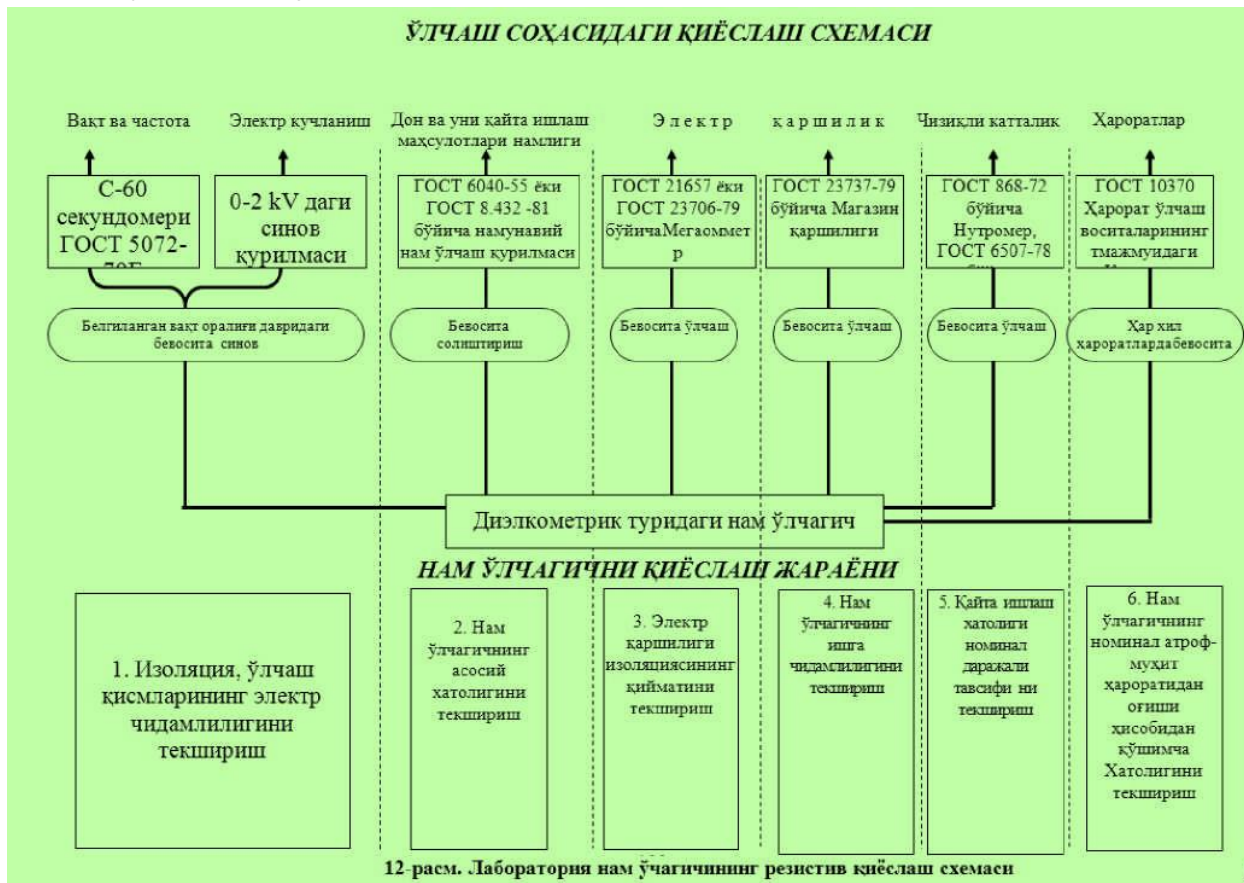 ЎЛЧАШ СОҲАСИДАГИ ҚИЁСЛАШ СХЕМАСИ
Вақт ва частота
Электр кучланиш
Дон ва уни қайта ишлаш
маҳсулотлари намлиги
Электр қаршилик
Чизиқли катталик
Ҳароратлар
С-60
секундомери
ГОСТ 5072-
0-2 kV даги
синов
қурилмаси
ГОСТ 6040-55 ёки
ГОСТ 8.432 -81
бўйича намунавий
нам ўлчаш қурилмаси
ГОСТ 21657 ёки
ГОСТ 23706-79
бўйичаМегаоммет
р
ГОСТ 23737-79
бўйича Магазин
қаршилиги
ГОСТ 868-72
бўйича
Нутромер,
ГОСТ 6507-78
ГОСТ 10370
Ҳарорат ўлчаш
воситаларининг
тмажмуидаги
Белгиланган вақт оралиғи давридаги
бевосита синов
Бевосита
солиштириш
Бевосита ўлчаш
Бевосита ўлчаш
Бевосита ўлчаш
Ҳар хил
ҳароратлардабевосита
Диэлкометрик туридаги нам ўлчагич
НАМ ЎЛЧАГИЧНИ ҚИЁСЛАШ ЖАРАЁНИ
1. Изоляция, ўлчаш
қисмларининг электр
чидамлилигини
текшириш
2. Нам
ўлчагичнинг
асосий
хатолигини
текшириш
3. Электр
қаршилиги
изоляциясининг
қийматини
текшириш
4. Нам
ўлчагичнинг
ишга
чидамлилигини
текшириш
5. Қайта ишлаш
хатолиги
номинал
даражали
тавсифи ни
текшириш
6. Нам
ўлчагичнинг
номинал атроф-
муҳит
ҳароратидан
оғиши
ҳисобидан
қўшимча
Хатолигини
текшириш
12-расм. Лаборатория нам ўчагичининг резистив қиёслаш схемаси